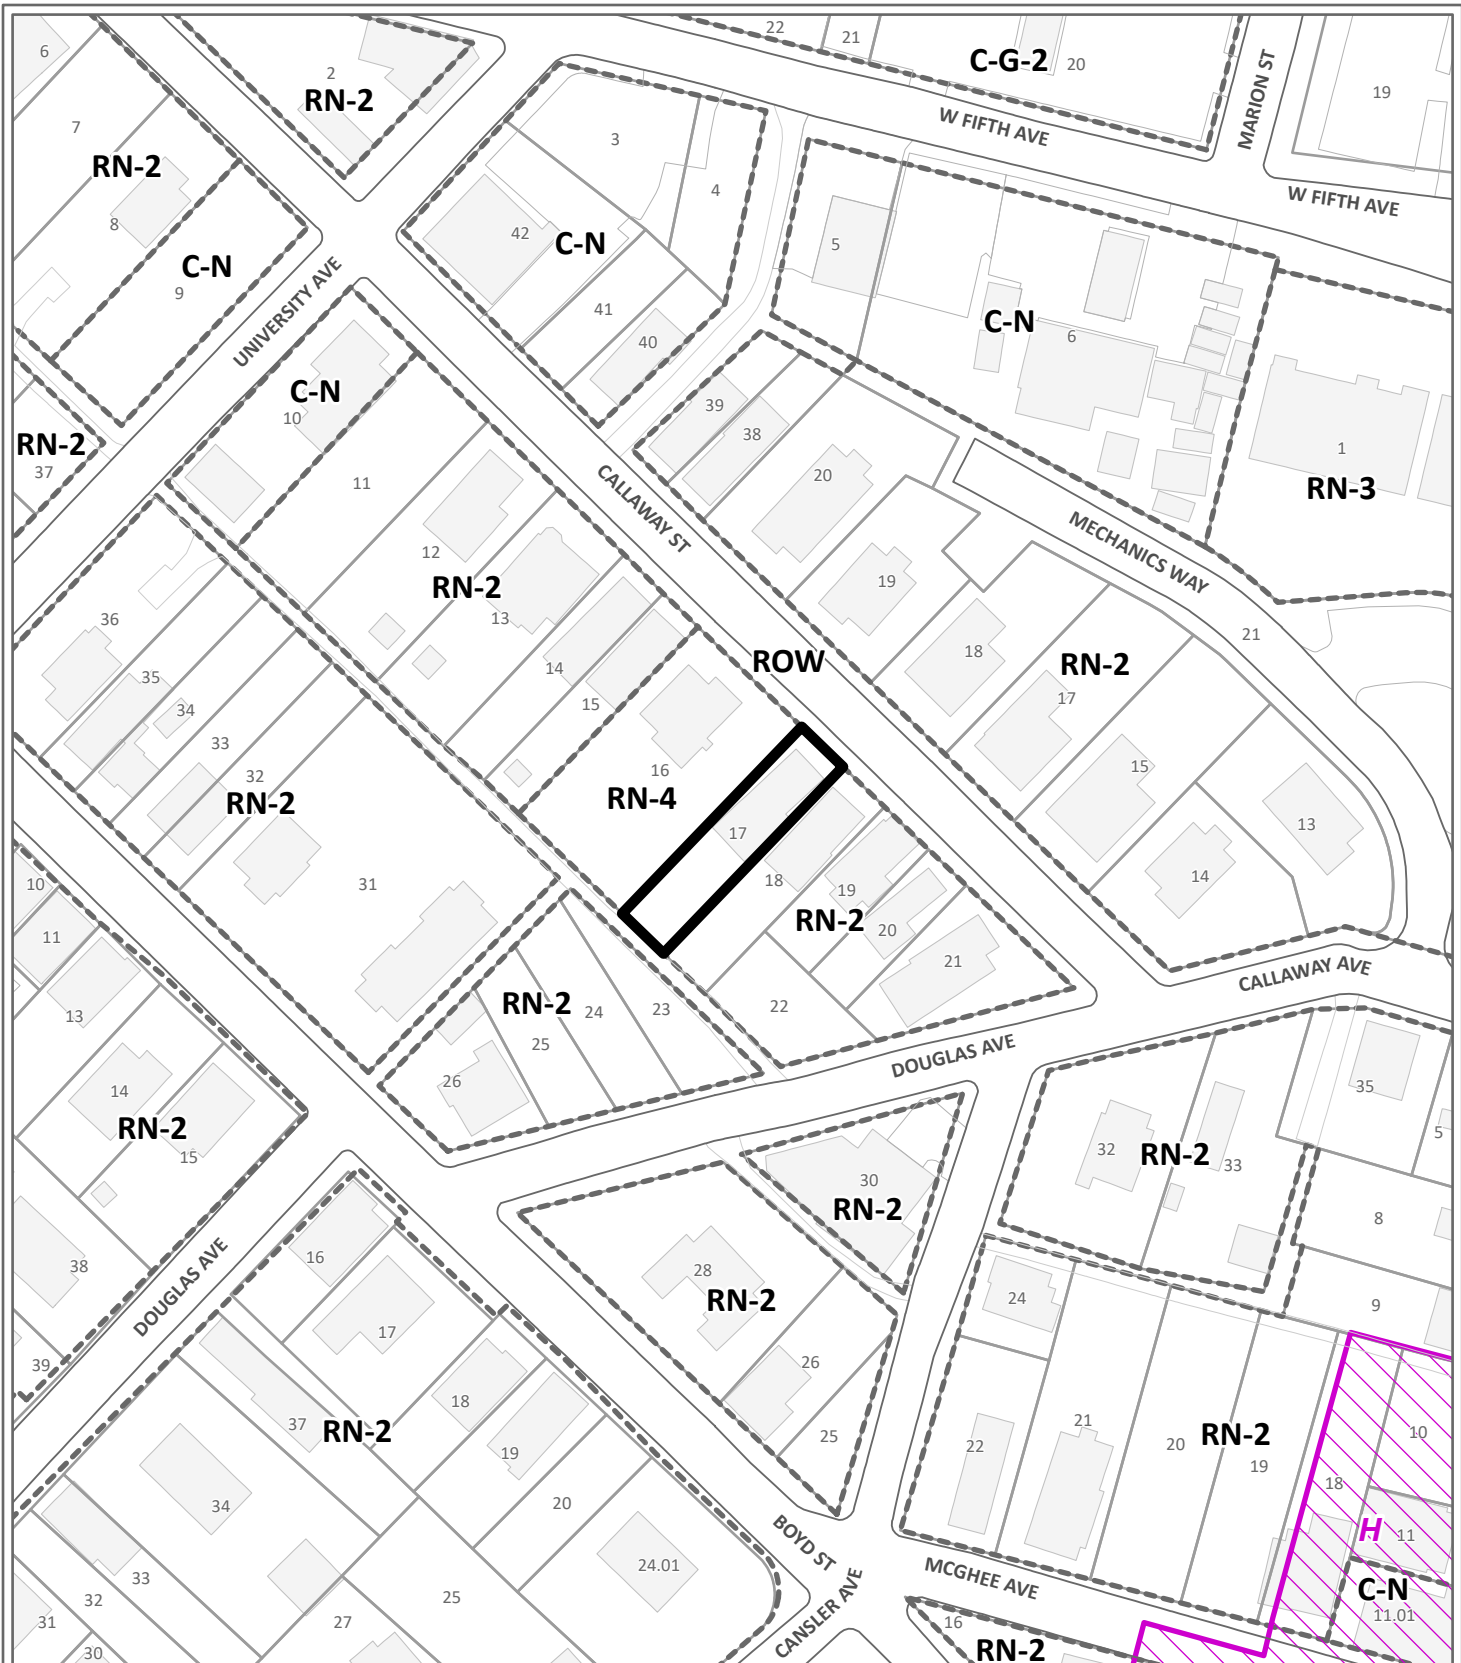 22
21
C-G-2
20
MARION ST
19
6
2
RN-2
W FIFTH AVE
7
RN-2
3
4
W FIFTH AVE
8
42
C-N
5
C-N
9
UNIVERSITY AVE
41
40
C-N
6
C-N
10
39
38
RN-2
37
11
20
1
RN-3
CALLAWAY ST
MECHANICS WAY
12
RN-2
13
19
36
21
18
RN-2
17
ROW
14
15
35
34
33
16
RN-4
32
RN-2
15
17
13
31
18
19
RN-2
20
14
10
11
21
CALLAWAY AVE
RN-2
24
23
22
25
13
DOUGLAS AVE
26
14
RN-2
15
35
5
32
RN-2
33
30
RN-2
8
16
38
DOUGLAS AVE
28
RN-2
24
9
17
39
26
18
37
RN-2
19
25
22
21
20
RN-2
19
10
18
34
20
BOYD ST
H
11
24.01
MCGHEE AVE
C-N
11.01
33
32
31
30
27
25
CANSLER AVE
16
RN-2